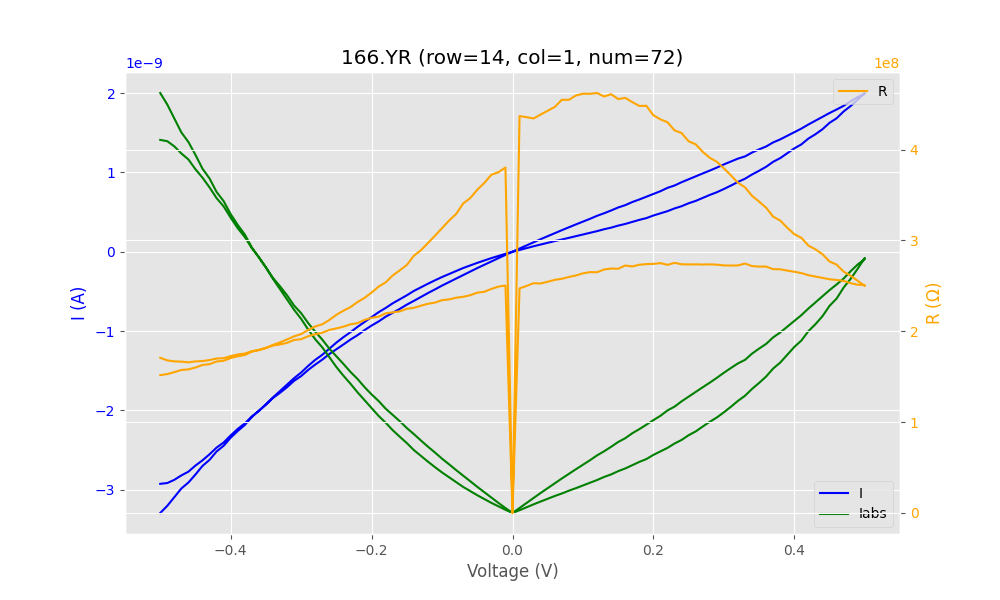 166.YR (row=14, col=1, num=72)
1e−9
1e8
R
2
1
0
−1
−2
−3
I (A)
4
3
2
1
0
R (Ω)
I
Iabs
−0.4
−0.2
0.0
0.2
0.4
Voltage (V)